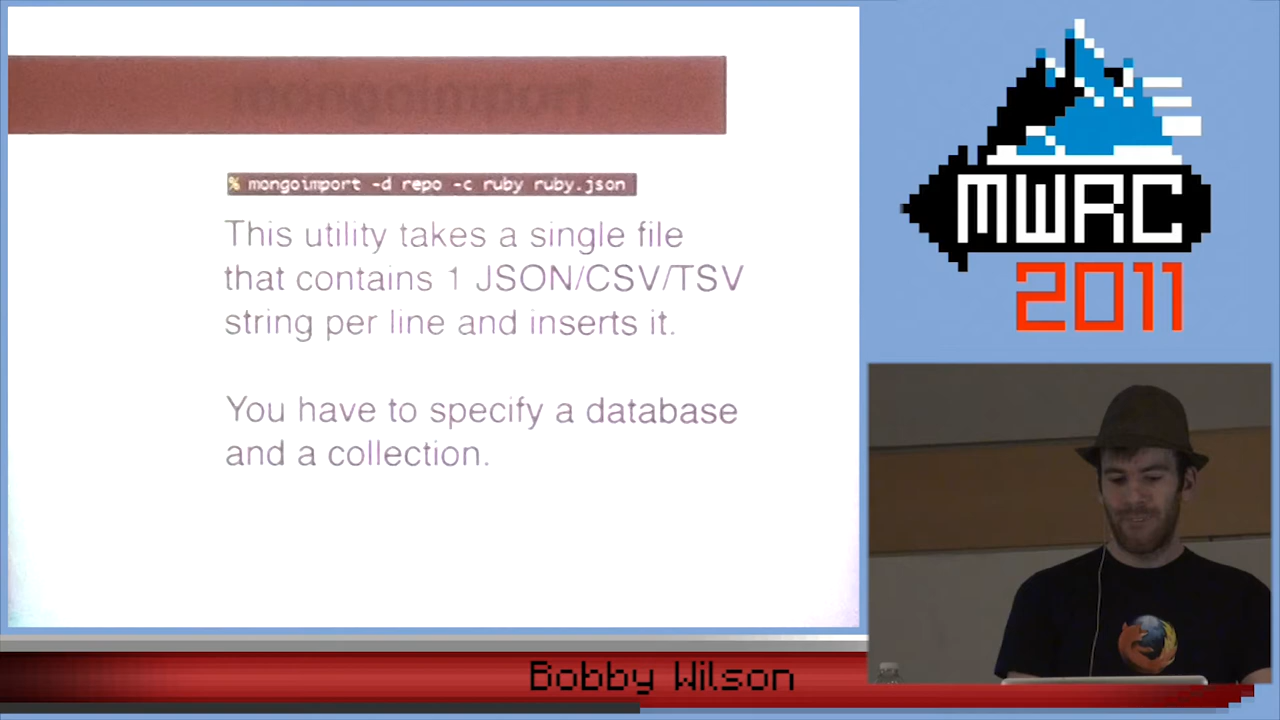 mongoimport
% mongoimport -d repo -c ruby ruby.json
This utility takes a single file
that contains 1 JSON/CSV/TSV
string per line and inserts it.
You have to specify a database
and a collection.
MWRC
2011
Bobby Wilson